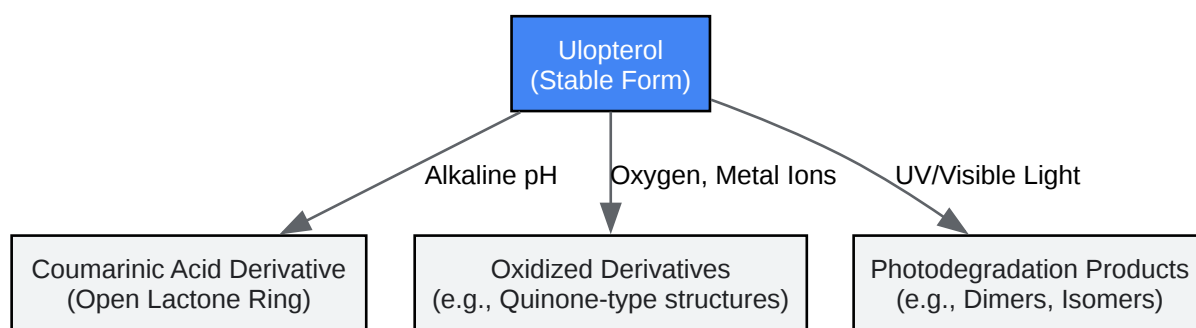 Ulopterol
(Stable Form)
Alkaline pH
Oxygen, Metal Ions
UV/Visible Light
Coumarinic Acid Derivative
(Open Lactone Ring)
Oxidized Derivatives
(e.g., Quinone-type structures)
Photodegradation Products
(e.g., Dimers, Isomers)